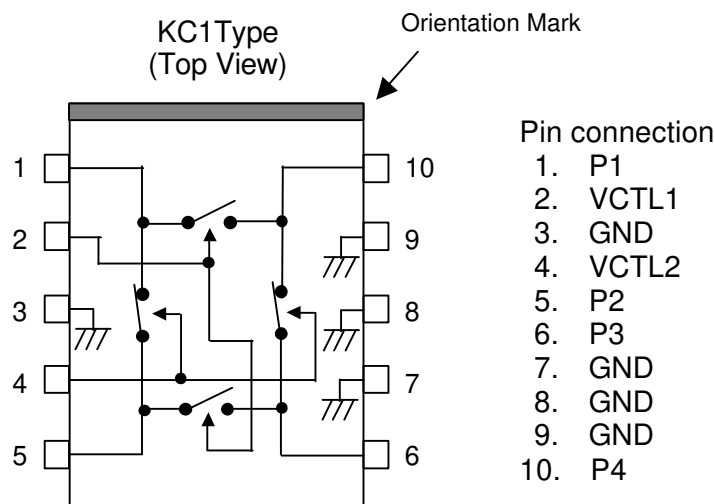 KC1Type
(Top View)
Orientation Mark
1
2
3
4
5
10
9
8
7
6
Pin connection
1. P1
2. VCTL1
3. GND
4. VCTL2
5. P2
6. P3
7. GND
8. GND
9. GND
10. P4